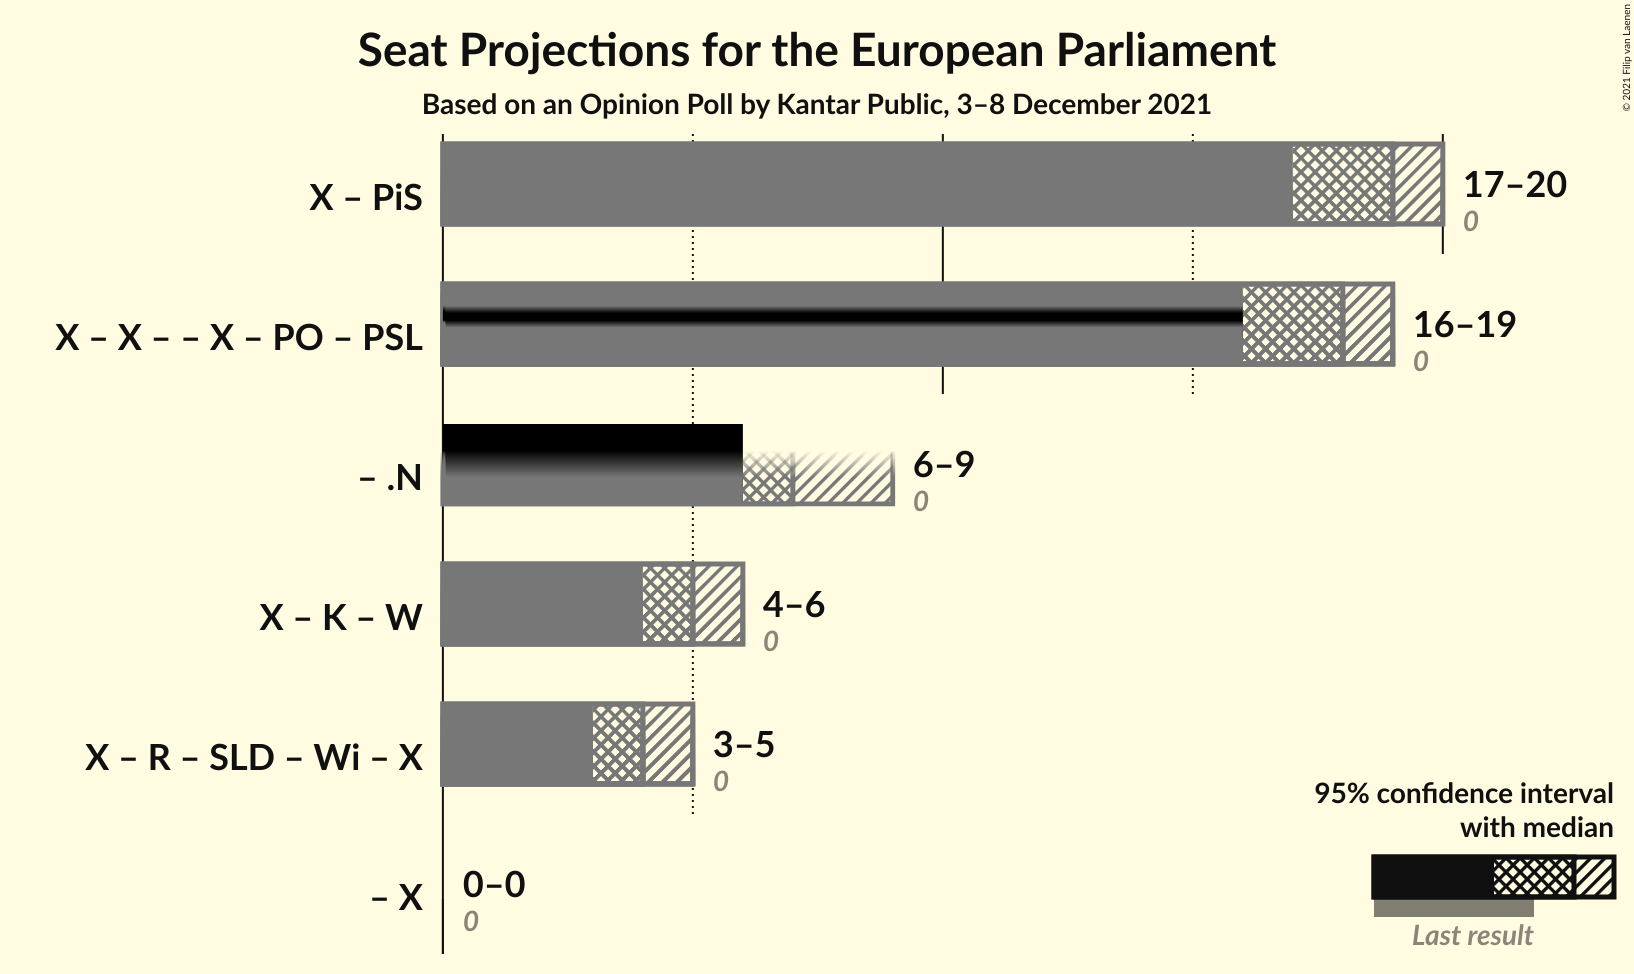 Seat Projections for the European Parliament
Based on an Opinion Poll by Kantar Public, 3–8 December 2021
© 2021 Filip van Laenen
X – PiS
17–20
0
X – X – – X – PO – PSL
16–19
0
– .N
6–9
0
X – K – W
4–6
0
X – R – SLD – Wi – X
3–5
0
– X
0–0
0
95% confidence interval
with median
Last result